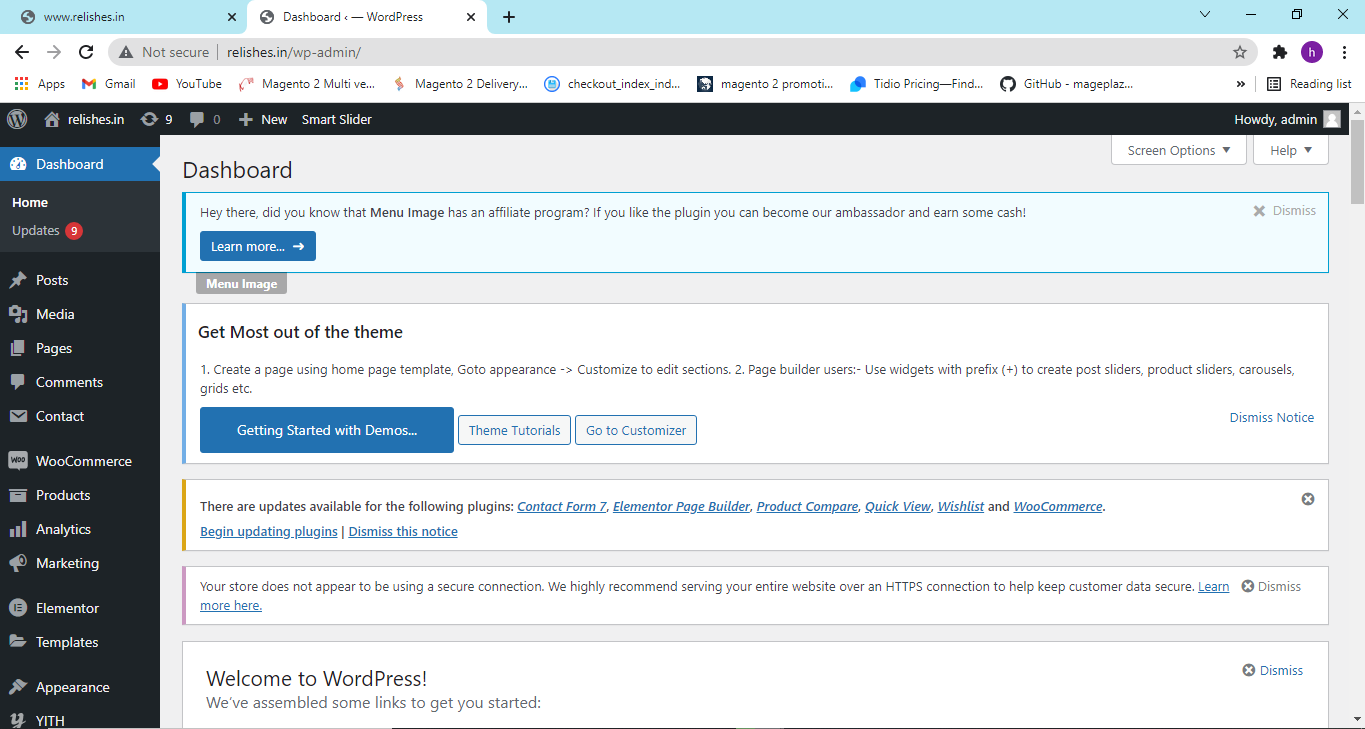 www.relishes.in
Dashboard ‹ — WordPress
Not secure
relishes.in/wp-admin/
h
Apps
Gmail
YouTube
Magento 2 Multi ve...
Magento 2 Delivery...
checkout_index_ind...
magento 2 promoti...
Tidio Pricing—Find...
GitHub - mageplaz...
»
Reading list
relishes.in
9
0
New
Smart Slider
Howdy, admin
Dashboard
Home
Updates 9
Posts
Media
Pages
Comments
Contact
WooCommerce
Products
Analytics
Marketing
Elementor
Templates
Appearance
YITH
Screen Options
Help
Dashboard
Hey there, did you know that Menu Image has an affiliate program? If you like the plugin you can become our ambassador and earn some cash!
Dismiss
Learn more... →
Menu Image
Get Most out of the theme
1. Create a page using home page template, Goto appearance -> Customize to edit sections. 2. Page builder users:- Use widgets with prefix (+) to create post sliders, product sliders, carousels,
grids etc.
Getting Started with Demos...
Theme Tutorials
Go to Customizer
Dismiss Notice
There are updates available for the following plugins: Contact Form 7, Elementor Page Builder, Product Compare, Quick View, Wishlist and WooCommerce.
Begin updating plugins | Dismiss this notice
Your store does not appear to be using a secure connection. We highly recommend serving your entire website over an HTTPS connection to help keep customer data secure. Learn
more here.
Dismiss
Welcome to WordPress!
Dismiss
We've assembled some links to get you started: